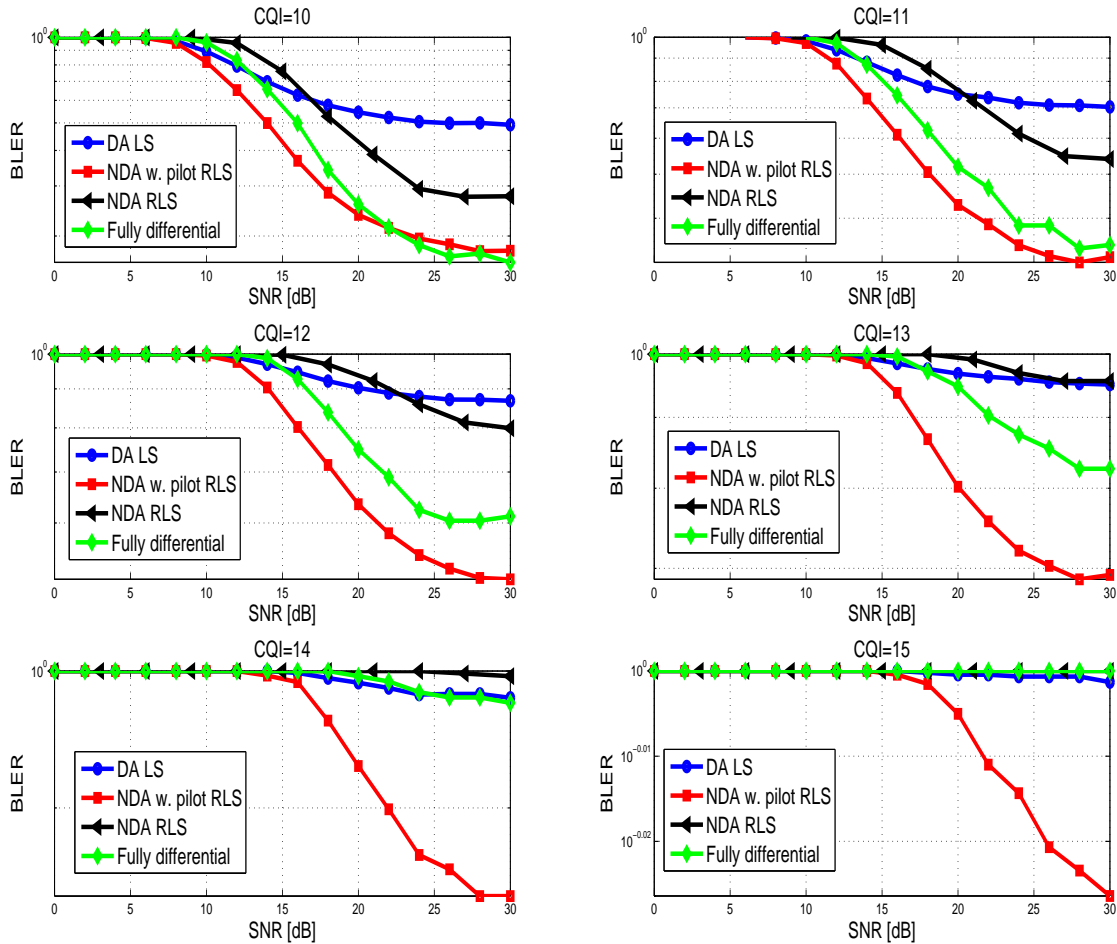 CQI=10
10^0
BLER
DA LS
NDA w. pilot RLS
NDA RLS
Fully differential
0 5 10 15 20 25 30
SNR [dB]
CQI=11
10^0
BLER
DA LS
NDA w. pilot RLS
NDA RLS
Fully differential
0 5 10 15 20 25 30
SNR [dB]
CQI=12
10^0
BLER
DA LS
NDA w. pilot RLS
NDA RLS
Fully differential
0 5 10 15 20 25 30
SNR [dB]
CQI=13
10^0
BLER
DA LS
NDA w. pilot RLS
NDA RLS
Fully differential
0 5 10 15 20 25 30
SNR [dB]
CQI=14
10^0
BLER
DA LS
NDA w. pilot RLS
NDA RLS
Fully differential
0 5 10 15 20 25 30
SNR [dB]
CQI=15
10^0
10^−0.01
10^−0.02
BLER
DA LS
NDA w. pilot RLS
NDA RLS
Fully differential
0 5 10 15 20 25 30
SNR [dB]